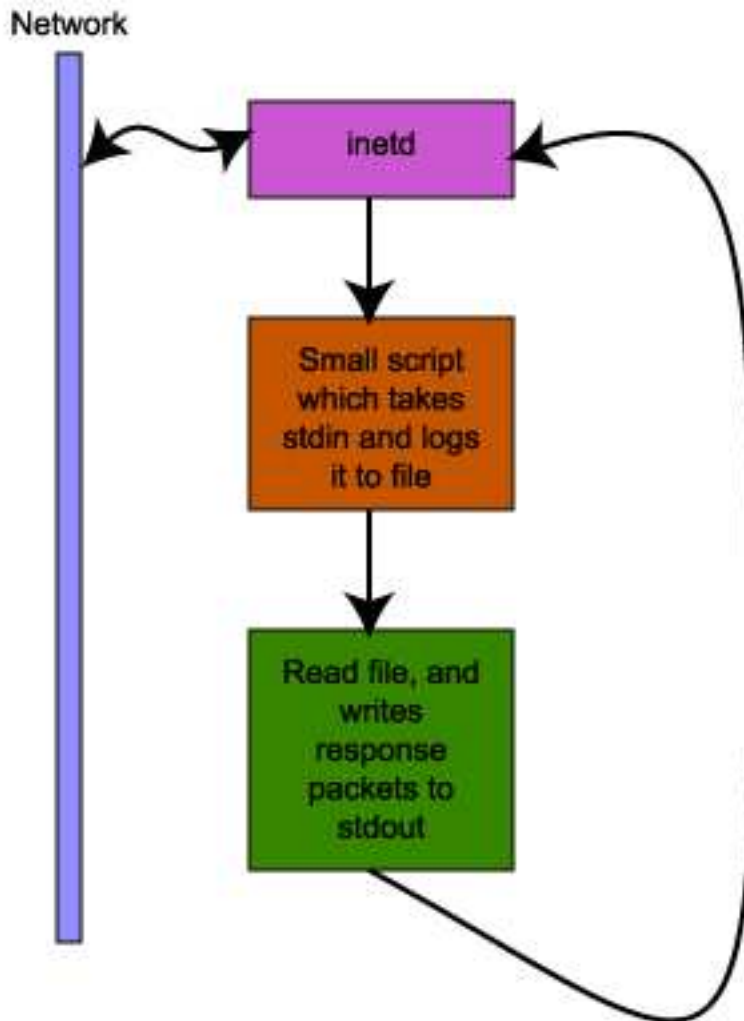 Network
inetd
Small script
which takes
stdin and logs
it to file
Read file, and
writes
response
packets to
stdout